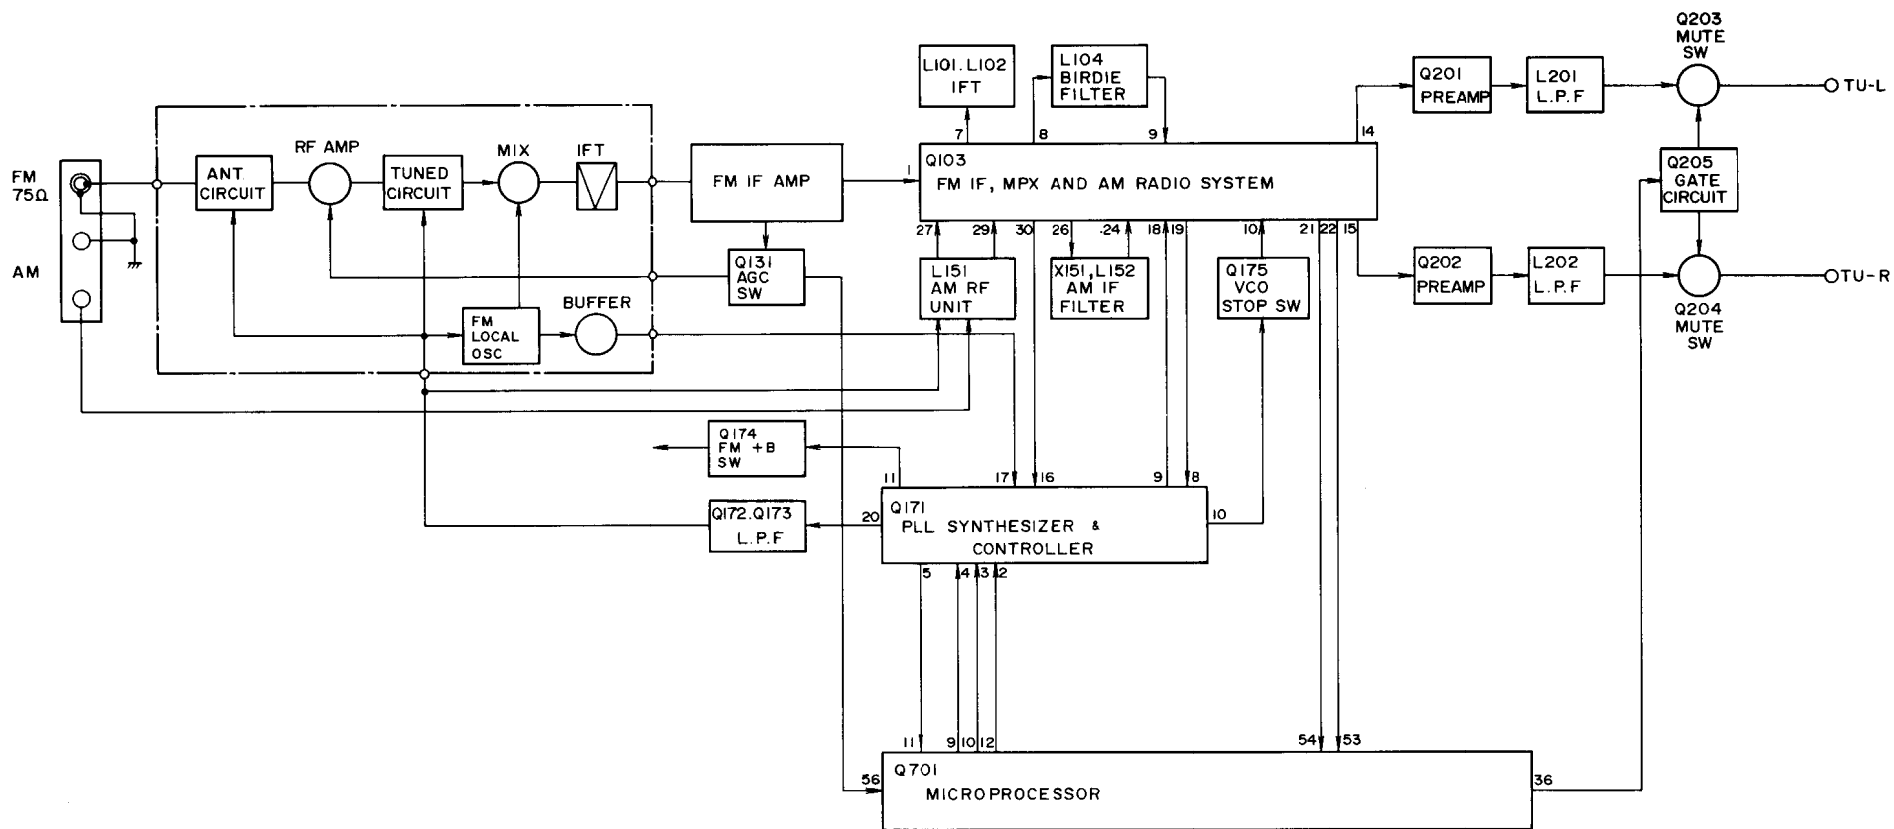 Q203
MUTE
SW
L101.L102
IFT
L104
BIRDIE
FILTER
Q201
PREAMP
L201
L.P.F
TU-L
7
8
9
14
RF AMP
MIX
IFT
FM
75Ω
ANT.
CIRCUIT
TUNED
CIRCUIT
FM IF AMP
1
Q103
FM IF, MPX AND AM RADIO SYSTEM
Q205
GATE
CIRCUIT
27
29
30
26
24
18
19
10
21
22
15
AM
Q131
AGC
SW
L151
AM RF
UNIT
X151,L152
AM IF
FILTER
Q175
VCO
STOP SW
Q202
PREAMP
L202
L.P.F
TU-R
Q204
MUTE
SW
BUFFER
FM
LOCAL
OSC
Q174
FM +B
SW
11
17
16
9
8
Q172.Q173
L.P.F
20
Q171
PLL SYNTHESIZER &
CONTROLLER
10
5
4
3
2
11
9
10
12
54
53
56
Q701
MICROPROCESSOR
36